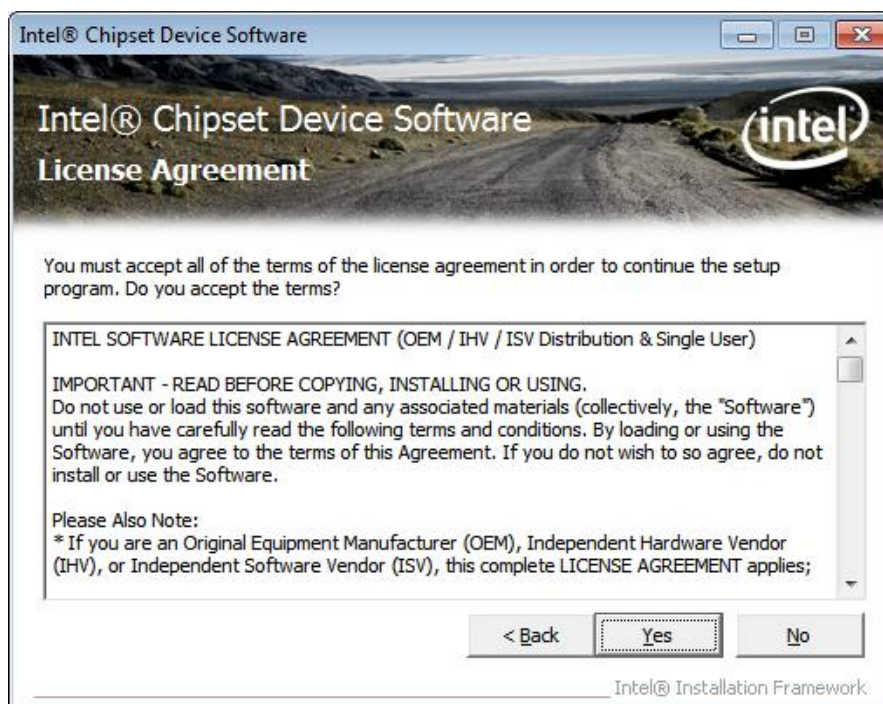 Intel® Chipset Device Software
Intel® Chipset Device Software
intel
License Agreement
You must accept all of the terms of the license agreement in order to continue the setup
program. Do you accept the terms?
INTEL SOFTWARE LICENSE AGREEMENT (OEM / IHV / ISV Distribution & Single User)
IMPORTANT - READ BEFORE COPYING, INSTALLING OR USING.
Do not use or load this software and any associated materials (collectively, the "Software")
until you have carefully read the following terms and conditions. By loading or using the
Software, you agree to the terms of this Agreement. If you do not wish to so agree, do not
install or use the Software.
Please Also Note:
* If you are an Original Equipment Manufacturer (OEM), Independent Hardware Vendor
(IHV), or Independent Software Vendor (ISV), this complete LICENSE AGREEMENT applies;
< Back Yes No
Intel® Installation Framework